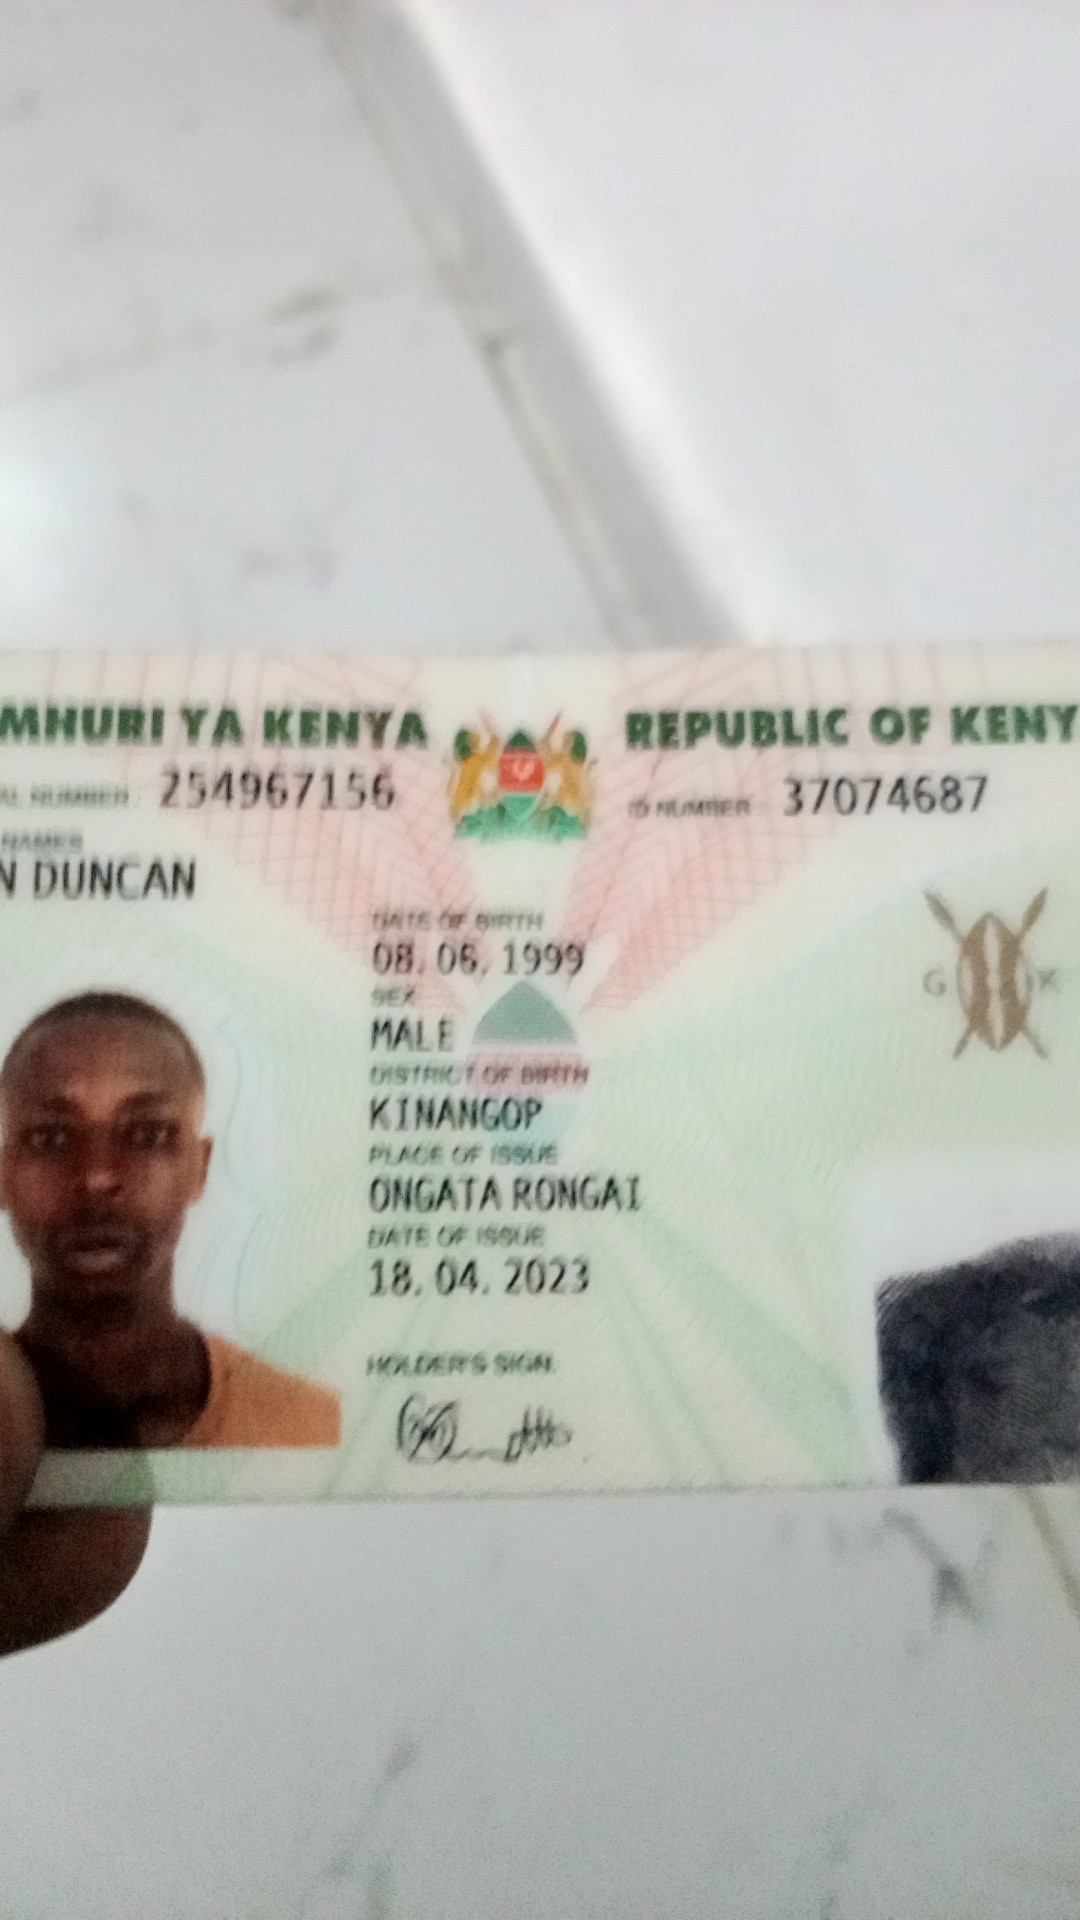 MHURI YA KENYA REPUBLIC OF KENY
AL NUMBER: 254967156 ID NUMBER: 37074687
NAMES
N DUNCAN
DATE OF BIRTH
08. 06. 1999
SEX
MALE
DISTRICT OF BIRTH
KINANGOP
PLACE OF ISSUE
ONGATA RONGAI
DATE OF ISSUE
18. 04. 2023
HOLDER'S SIGN.
G K